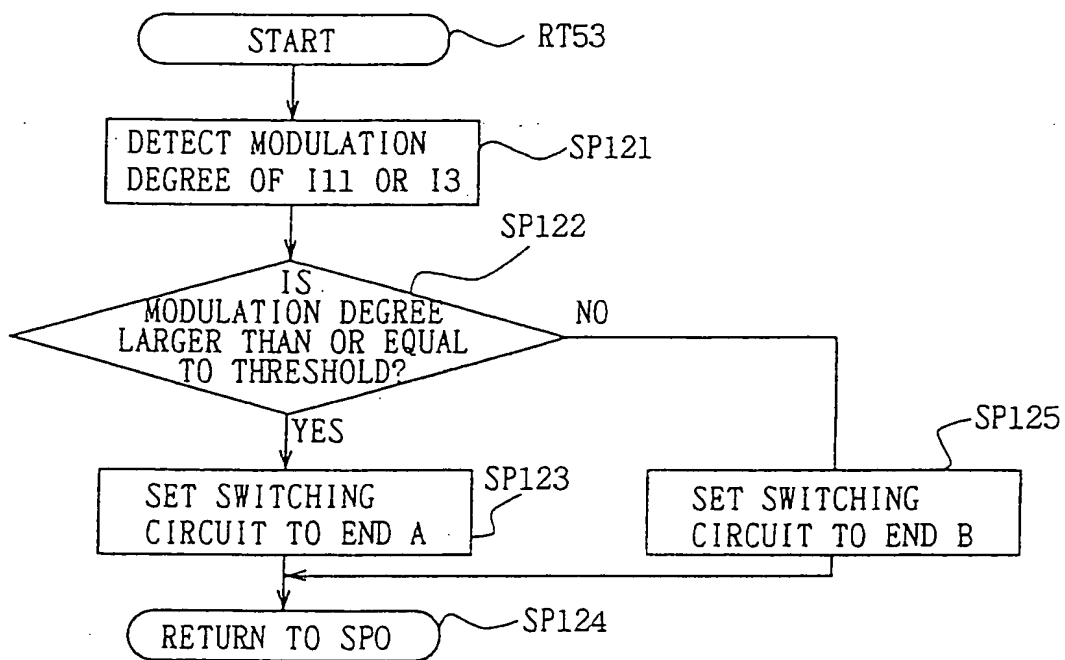 START
RT53
DETECT MODULATION
DEGREE OF I11 OR I3
SP121
SP122
IS
MODULATION DEGREE
LARGER THAN OR EQUAL
TO THRESHOLD?
NO
YES
SP125
SET SWITCHING
CIRCUIT TO END A
SP123
SET SWITCHING
CIRCUIT TO END B
RETURN TO SPO
SP124